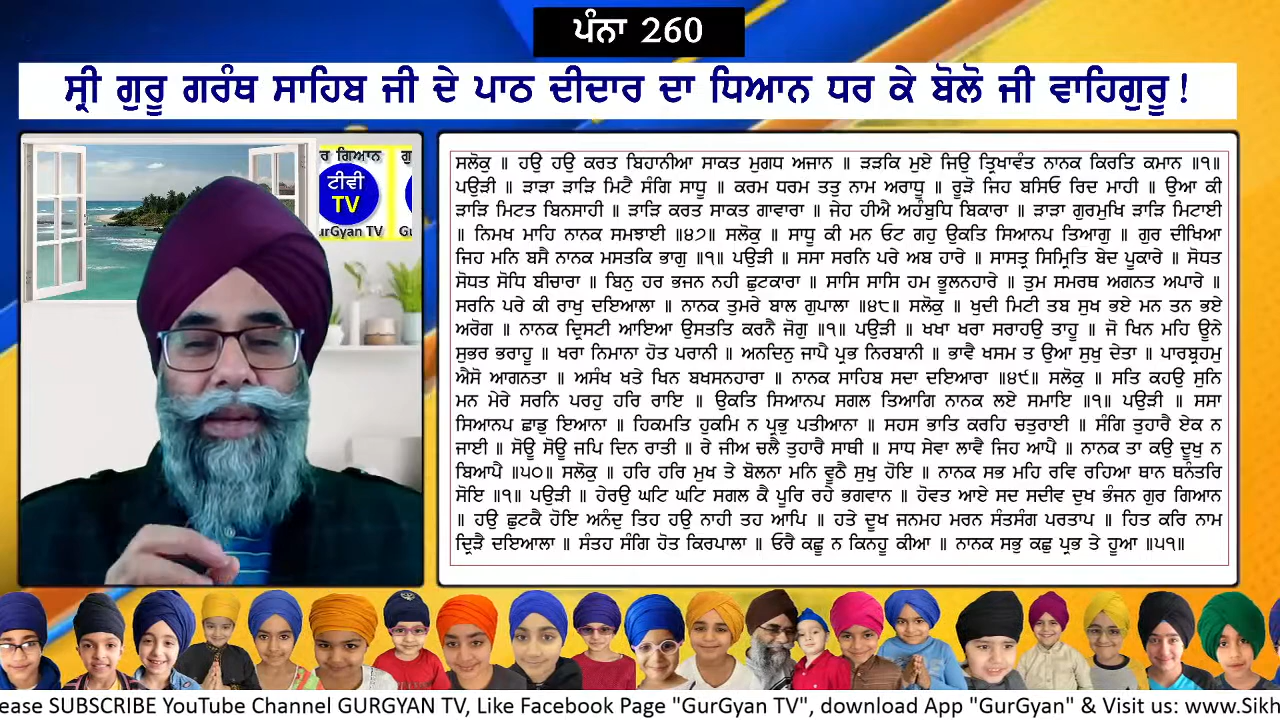 ਪੰਨਾ 260
ਸ੍ਰੀ ਗੁਰੂ ਗਰੰਥ ਸਾਹਿਬ ਜੀ ਦੇ ਪਾਠ ਦੀਦਾਰ ਦਾ ਧਿਆਨ ਧਰ ਕੇ ਬੋਲੋ ਜੀ ਵਾਹਿਗੁਰੂ!
ਰ ਗਿਆਨ
ਗੁ
ਟੀਵੀ
TV
urGyan TV
Gu
ਸਲੋਕੁ ॥ ਹਉ ਹਉ ਕਰਤ ਬਿਹਾਨੀਆ ਸਾਕਤ ਮੁਗਧ ਅਜਾਨ ॥ ੜੜਕਿ ਮੁਏ ਜਿਉ ਤ੍ਰਿਖਾਵੰਤ ਨਾਨਕ ਕਿਰਤਿ ਕਮਾਨ ॥੧॥
ਪਉੜੀ ॥ ੜਾੜਾ ੜਾੜਿ ਮਿਟੈ ਸੰਗਿ ਸਾਧੂ ॥ ਕਰਮ ਧਰਮ ਤਤੁ ਨਾਮ ਅਰਾਧੂ ॥ ਰੂੜੋ ਜਿਹ ਬਸਿਓ ਰਿਦ ਮਾਹੀ ॥ ਉਆ ਕੀ
ੜਾੜਿ ਮਿਟਤ ਬਿਨਸਾਹੀ ॥ ੜਾੜਿ ਕਰਤ ਸਾਕਤ ਗਾਵਾਰਾ ॥ ਜੇਹ ਹੀਐ ਅਹੰਬੁਧਿ ਬਿਕਾਰਾ ॥ ੜਾੜਾ ਗੁਰਮੁਖਿ ੜਾੜਿ ਮਿਟਾਈ
॥ ਨਿਮਖ ਮਾਹਿ ਨਾਨਕ ਸਮਝਾਈ ॥੪੭॥ ਸਲੋਕੁ ॥ ਸਾਧੂ ਕੀ ਮਨ ਓਟ ਗਹੁ ਉਕਤਿ ਸਿਆਨਪ ਤਿਆਗੁ ॥ ਗੁਰ ਦੀਖਿਆ
ਜਿਹ ਮਨਿ ਬਸੈ ਨਾਨਕ ਮਸਤਕਿ ਭਾਗੁ ॥੧॥ ਪਉੜੀ ॥ ਸਸਾ ਸਰਨਿ ਪਰੇ ਅਬ ਹਾਰੇ ॥ ਸਾਸਤ੍ਰ ਸਿਮ੍ਰਿਤਿ ਬੇਦ ਪੂਕਾਰੇ ॥ ਸੋਧਤ
ਸੋਧਤ ਸੋਧਿ ਬੀਚਾਰਾ ॥ ਬਿਨੁ ਹਰ ਭਜਨ ਨਹੀ ਛੁਟਕਾਰਾ ॥ ਸਾਸਿ ਸਾਸਿ ਹਮ ਭੂਲਨਹਾਰੇ ॥ ਤੁਮ ਸਮਰਥ ਅਗਨਤ ਅਪਾਰੇ ॥
ਸਰਨਿ ਪਰੇ ਕੀ ਰਾਖੁ ਦਇਆਲਾ ॥ ਨਾਨਕ ਤੁਮਰੇ ਬਾਲ ਗੁਪਾਲਾ ॥੪੮॥ ਸਲੋਕੁ ॥ ਖੁਦੀ ਮਿਟੀ ਤਬ ਸੁਖ ਭਏ ਮਨ ਤਨ ਭਏ
ਅਰੋਗ ॥ ਨਾਨਕ ਦ੍ਰਿਸਟੀ ਆਇਆ ਉਸਤਤਿ ਕਰਨੈ ਜੋਗੁ ॥੧॥ ਪਉੜੀ ॥ ਖਖਾ ਖਰਾ ਸਰਾਹਉ ਤਾਹੂ ॥ ਜੋ ਖਿਨ ਮਹਿ ਊਨੇ
ਸੁਭਰ ਭਰਾਹੂ ॥ ਖਰਾ ਨਿਮਾਨਾ ਹੋਤ ਪਰਾਨੀ ॥ ਅਨਦਿਨੁ ਜਾਪੈ ਪ੍ਰਭ ਨਿਰਬਾਨੀ ॥ ਭਾਵੈ ਖਸਮ ਤ ਉਆ ਸੁਖੁ ਦੇਤਾ ॥ ਪਾਰਬ੍ਰਹਮੁ
ਐਸੋ ਆਗਨਤਾ ॥ ਅਸੰਖ ਖਤੇ ਖਿਨ ਬਖਸਨਹਾਰਾ ॥ ਨਾਨਕ ਸਾਹਿਬ ਸਦਾ ਦਇਆਰਾ ॥੪੯॥ ਸਲੋਕੁ ॥ ਸਤਿ ਕਹਉ ਸੁਨਿ
ਮਨ ਮੇਰੇ ਸਰਨਿ ਪਰਹੁ ਹਰਿ ਰਾਇ ॥ ਉਕਤਿ ਸਿਆਨਪ ਸਗਲ ਤਿਆਗਿ ਨਾਨਕ ਲਏ ਸਮਾਇ ॥੧॥ ਪਉੜੀ ॥ ਸਸਾ
ਸਿਆਨਪ ਛਾਡੁ ਇਆਨਾ ॥ ਹਿਕਮਤਿ ਹੁਕਮਿ ਨ ਪ੍ਰਭੁ ਪਤੀਆਨਾ ॥ ਸਹਸ ਭਾਤਿ ਕਰਹਿ ਚਤੁਰਾਈ ॥ ਸੰਗਿ ਤੁਹਾਰੈ ਏਕ ਨ
ਜਾਈ ॥ ਸੋਊ ਸੋਊ ਜਪਿ ਦਿਨ ਰਾਤੀ ॥ ਰੇ ਜੀਅ ਚਲੈ ਤੁਹਾਰੈ ਸਾਥੀ ॥ ਸਾਧ ਸੇਵਾ ਲਾਵੈ ਜਿਹ ਆਪੈ ॥ ਨਾਨਕ ਤਾ ਕਉ ਦੂਖੁ ਨ
ਬਿਆਪੈ ॥੫੦॥ ਸਲੋਕੁ ॥ ਹਰਿ ਹਰਿ ਮੁਖ ਤੇ ਬੋਲਨਾ ਮਨਿ ਵੂਠੈ ਸੁਖੁ ਹੋਇ ॥ ਨਾਨਕ ਸਭ ਮਹਿ ਰਵਿ ਰਹਿਆ ਥਾਨ ਥਨੰਤਰਿ
ਸੋਇ ॥੧॥ ਪਉੜੀ ॥ ਹੇਰਉ ਘਟਿ ਘਟਿ ਸਗਲ ਕੈ ਪੂਰਿ ਰਹੇ ਭਗਵਾਨ ॥ ਹੋਵਤ ਆਏ ਸਦ ਸਦੀਵ ਦੁਖ ਭੰਜਨ ਗੁਰ ਗਿਆਨ
॥ ਹਉ ਛੁਟਕੈ ਹੋਇ ਅਨੰਦੁ ਤਿਹ ਹਉ ਨਾਹੀ ਤਹ ਆਪਿ ॥ ਹਤੇ ਦੂਖ ਜਨਮਹ ਮਰਨ ਸੰਤਸੰਗ ਪਰਤਾਪ ॥ ਹਿਤ ਕਰਿ ਨਾਮ
ਦ੍ਰਿੜੈ ਦਇਆਲਾ ॥ ਸੰਤਹ ਸੰਗਿ ਹੋਤ ਕਿਰਪਾਲਾ ॥ ਓਰੈ ਕਛੂ ਨ ਕਿਨਹੂ ਕੀਆ ॥ ਨਾਨਕ ਸਭੁ ਕਛੁ ਪ੍ਰਭ ਤੇ ਹੂਆ ॥੫੧॥
ease SUBSCRIBE YouTube Channel GURGYAN TV, Like Facebook Page "GurGyan TV", download App "GurGyan" & Visit us: www.Sikh